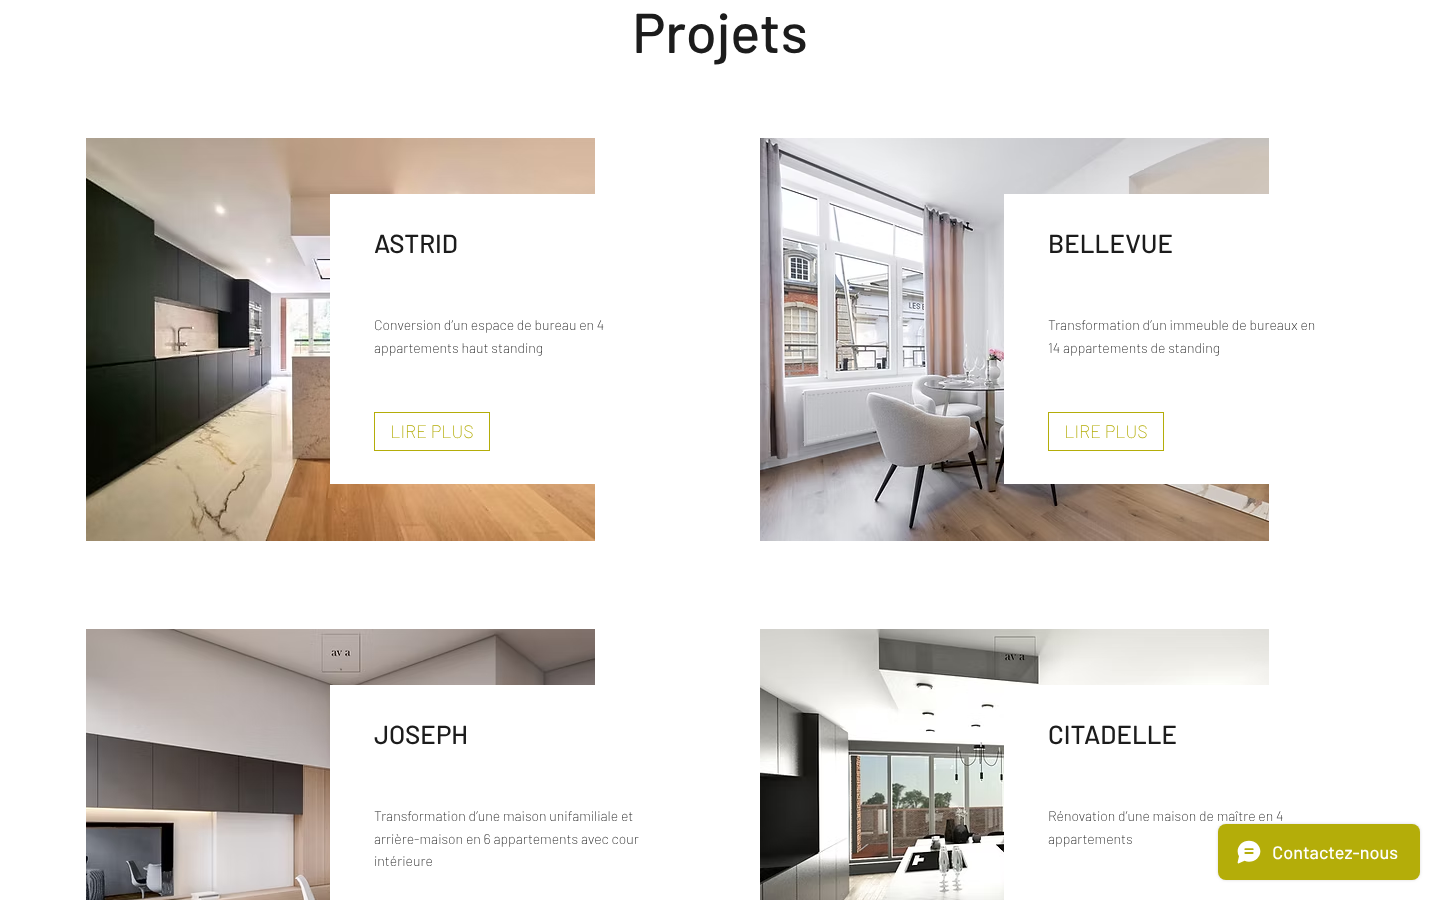 Projets
ASTRID
Conversion d'un espace de bureau en 4
appartements haut standing
LIRE PLUS
BELLEVUE
Transformation d'un immeuble de bureaux en
14 appartements de standing
LIRE PLUS
av a
JOSEPH
Transformation d'une maison unifamiliale et
arrière-maison en 6 appartements avec cour
intérieure
av a
CITADELLE
Rénovation d'une maison de maître en 4
appartements
Contactez-nous